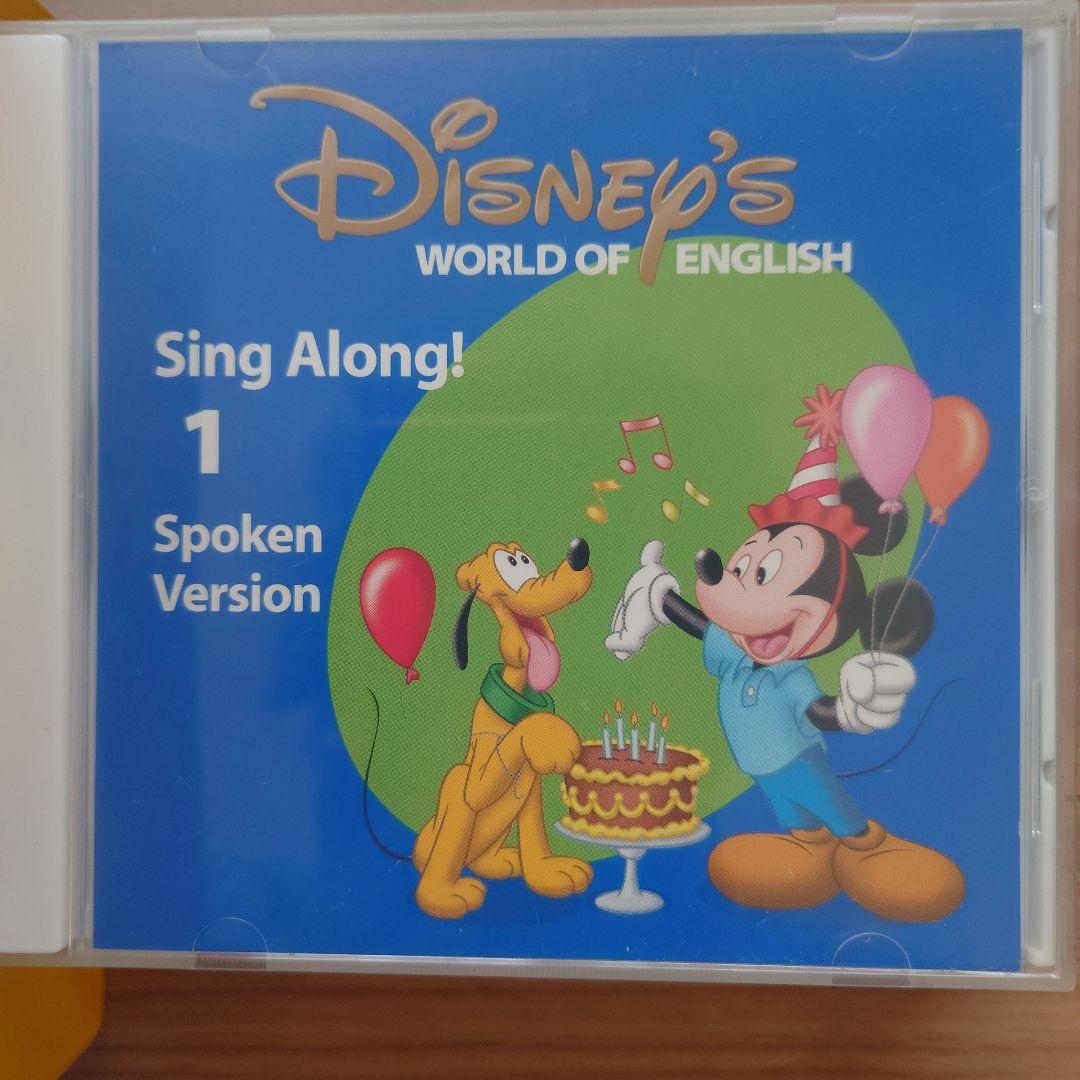 Disney's
WORLD OF ENGLISH
Sing Along!
1
Spoken
Version